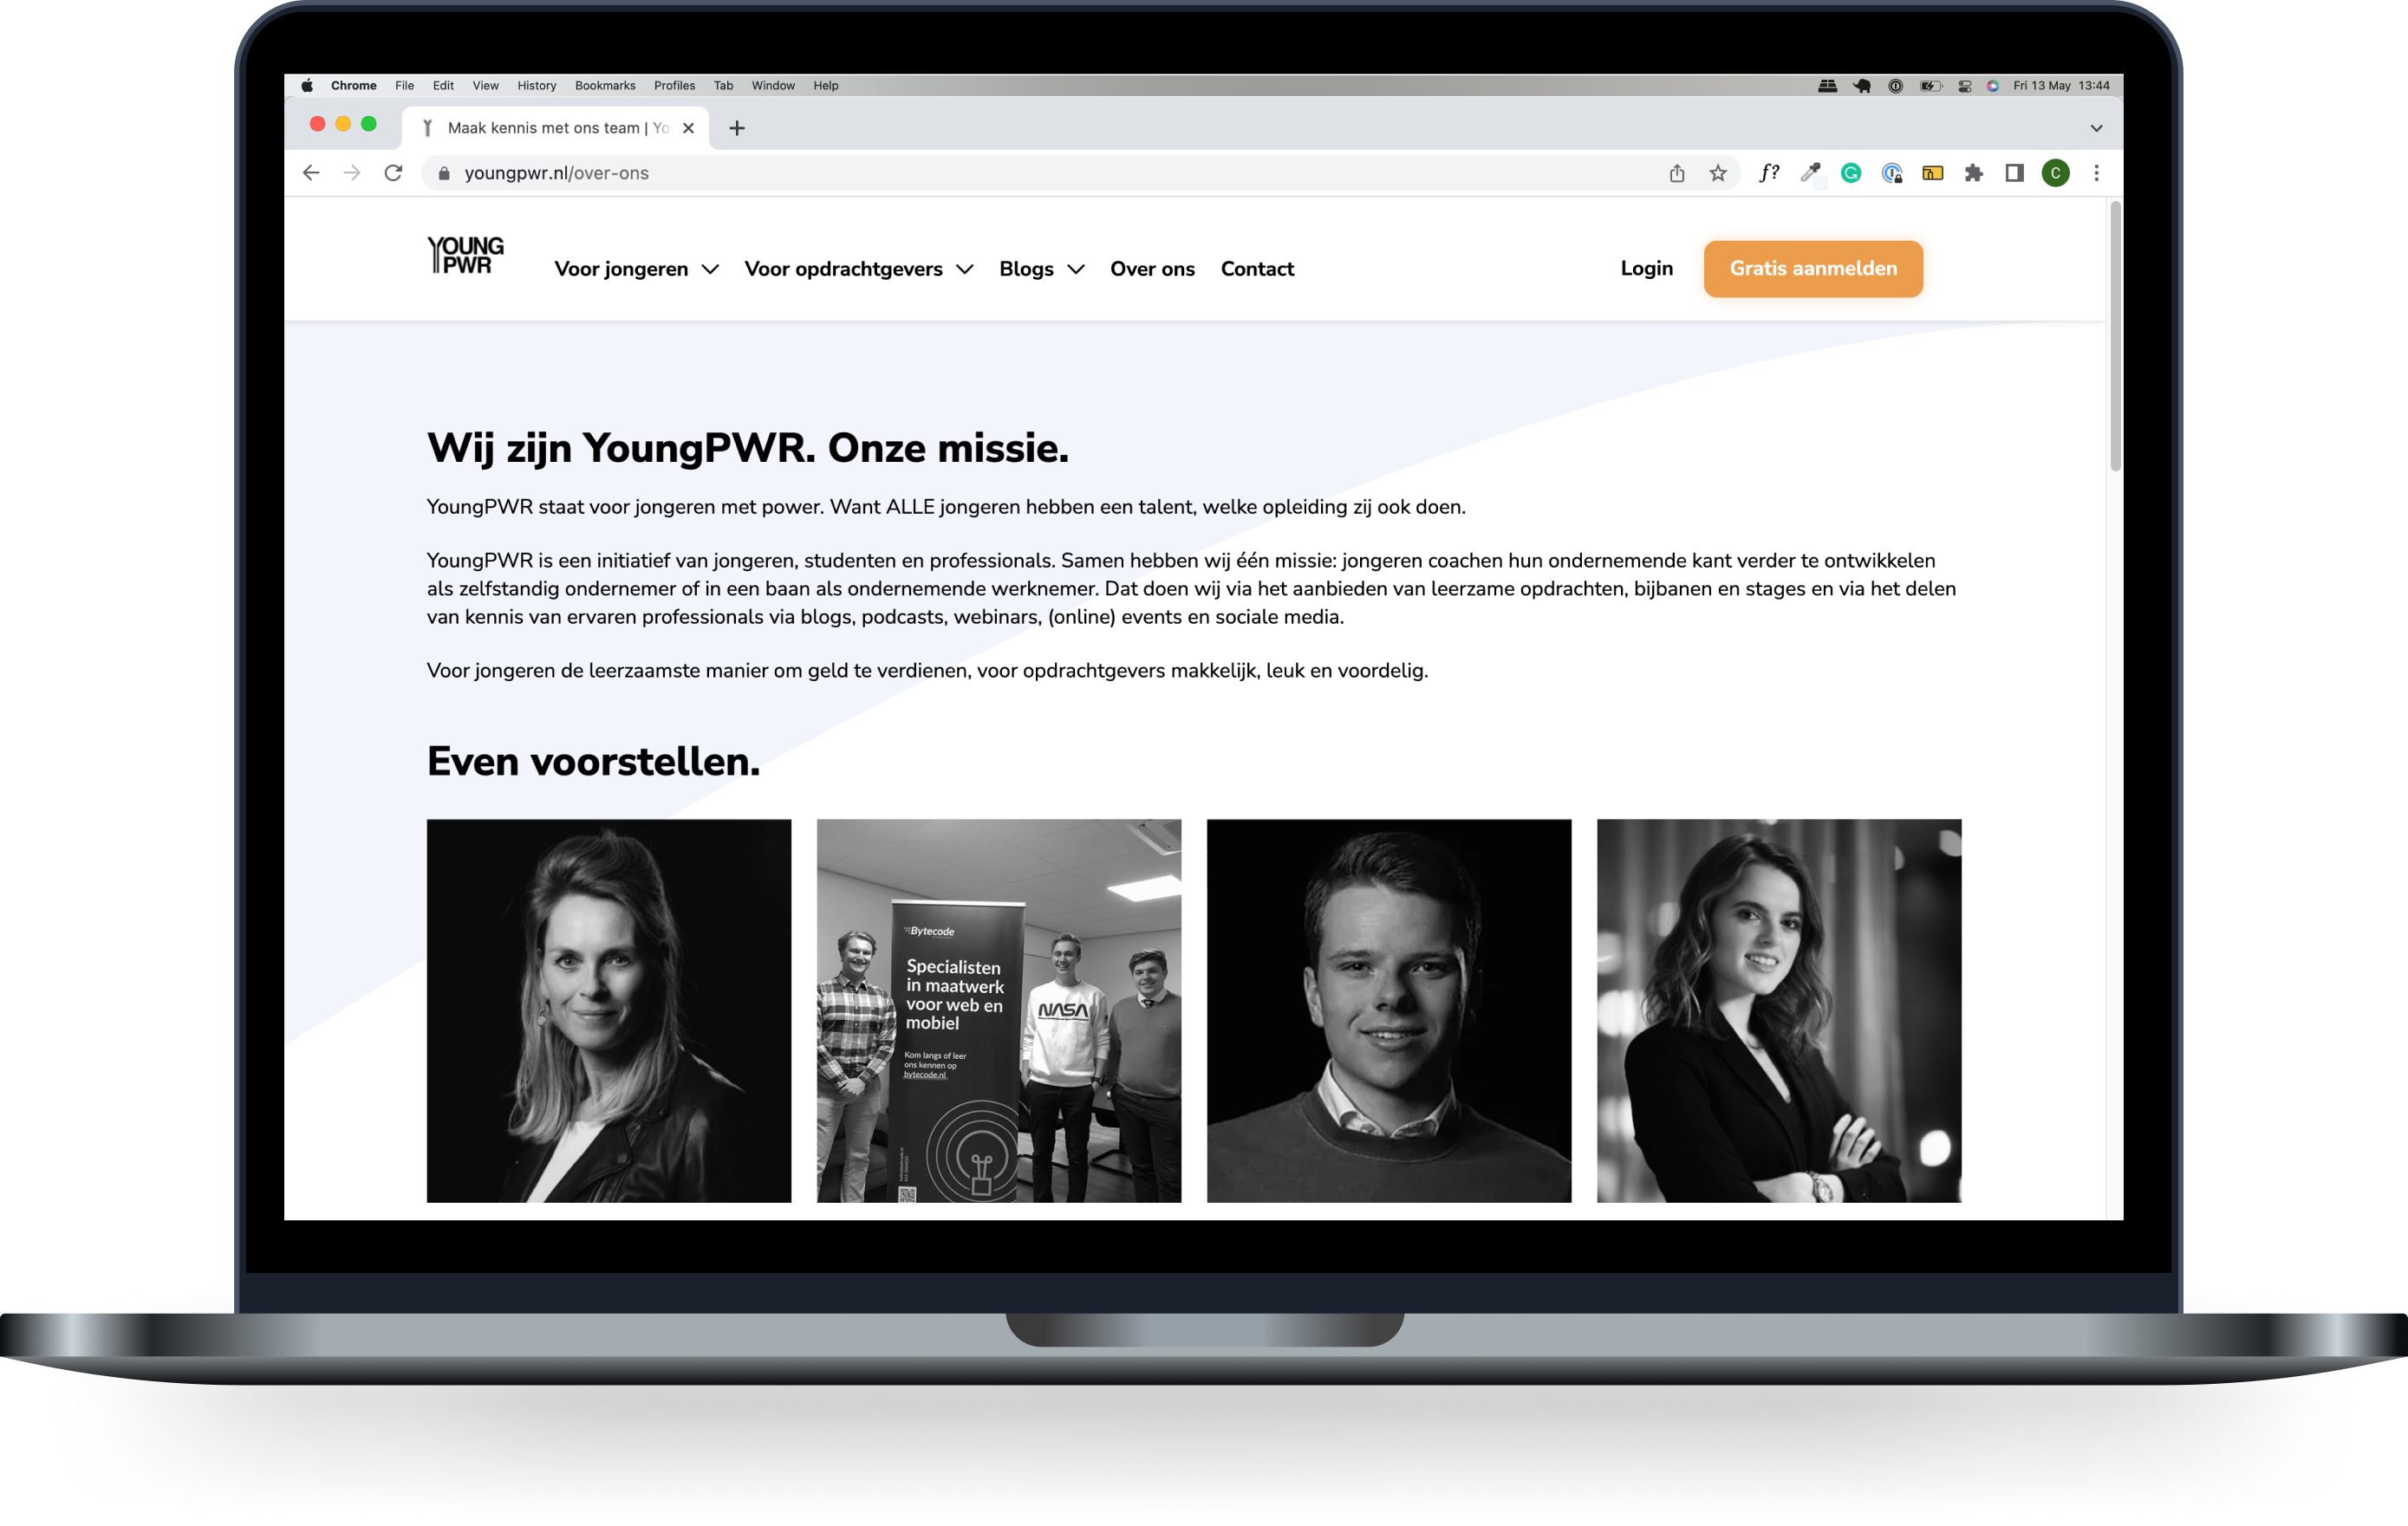 Chrome File Edit View History Bookmarks Profiles Tab Window Help Fri 13 May 13:44
Maak kennis met ons team | Yo
youngpwr.nl/over-ons f? C
YOUNG
PWR
Voor jongeren Voor opdrachtgevers Blogs Over ons Contact Login Gratis aanmelden
Wij zijn YoungPWR. Onze missie.
YoungPWR staat voor jongeren met power. Want ALLE jongeren hebben een talent, welke opleiding zij ook doen.
YoungPWR is een initiatief van jongeren, studenten en professionals. Samen hebben wij één missie: jongeren coachen hun ondernemende kant verder te ontwikkelen
als zelfstandig ondernemer of in een baan als ondernemende werknemer. Dat doen wij via het aanbieden van leerzame opdrachten, bijbanen en stages en via het delen
van kennis van ervaren professionals via blogs, podcasts, webinars, (online) events en sociale media.
Voor jongeren de leerzaamste manier om geld te verdienen, voor opdrachtgevers makkelijk, leuk en voordelig.
Even voorstellen.
Bytecode
Specialisten
in maatwerk
voor web en
mobiel
Kom langs of leer
ons kennen op
bytecode.nl.
NASA